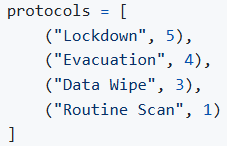 protocols = [
    ("Lockdown", 5),
    ("Evacuation", 4),
    ("Data Wipe", 3),
    ("Routine Scan", 1)
]